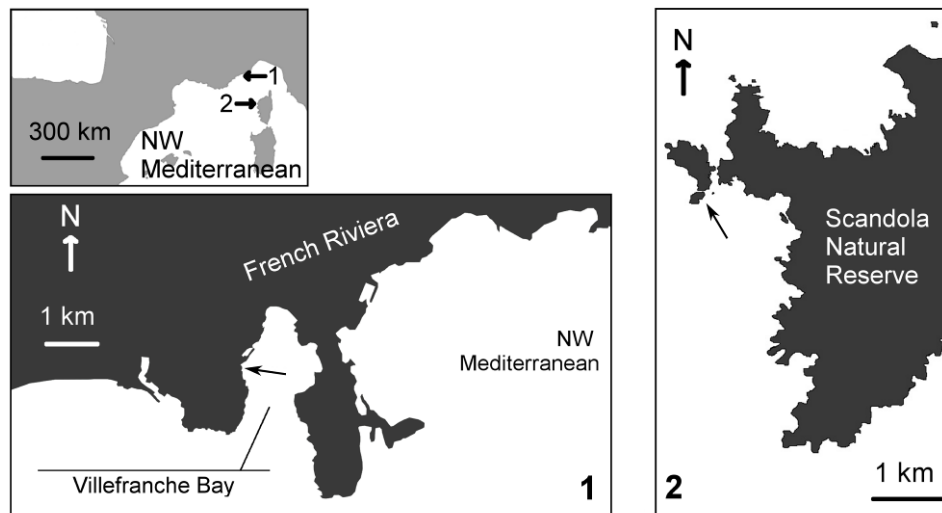 1
2
300 km
NW
Mediterranean
N
French Riviera
1 km
NW
Mediterranean
Villefranche Bay
1
N
Scandola
Natural
Reserve
2
1 km